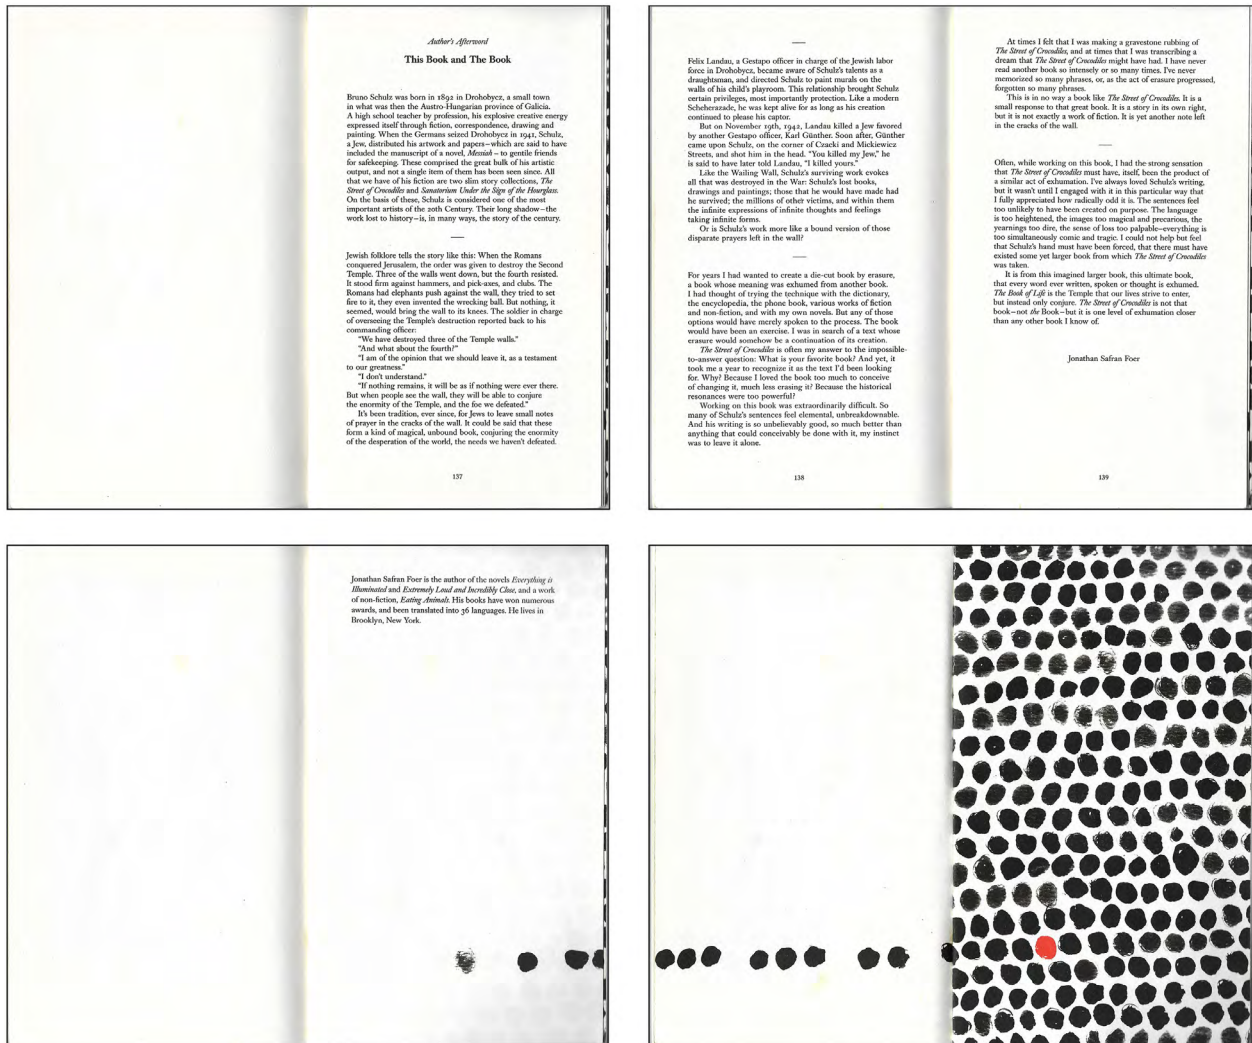 Author's Afterword
This Book and The Book
Bruno Schulz was born in 1892 in Drohobycz, a small town
in what was then the Austro-Hungarian province of Galicia.
A high school teacher by profession, his explosive creative energy
expressed itself through fiction, correspondence, drawing and
painting. When the Germans seized Drohobycz in 1941, Schulz,
a Jew, distributed his artwork and papers—which are said to have
included the manuscript of a novel, Messiah – to gentile friends
for safekeeping. These comprised the great bulk of his artistic
output, and not a single item of them has been seen since. All
that we have of his fiction are two slim story collections, The
Street of Crocodiles and Sanatorium Under the Sign of the Hourglass.
On the basis of these, Schulz is considered one of the most
important artists of the 20th Century. Their long shadow—the
work lost to history—is, in many ways, the story of the century.
Jewish folklore tells the story like this: When the Romans
conquered Jerusalem, the order was given to destroy the Second
Temple. Three of the walls went down, but the fourth resisted.
It stood firm against hammers, and pick-axes, and clubs. The
Romans had elephants push against the wall, they tried to set
fire to it, they even invented the wrecking ball. But nothing, it
seemed, would bring the wall to its knees. The soldier in charge
of overseeing the Temple's destruction reported back to his
commanding officer:
"We have destroyed three of the Temple walls."
"And what about the fourth?"
"I am of the opinion that we should leave it, as a testament
to our greatness."
"I don't understand."
"If nothing remains, it will be as if nothing were ever there.
But when people see the wall, they will be able to conjure
the enormity of the Temple, and the foe we defeated."
It's been tradition, ever since, for Jews to leave small notes
of prayer in the cracks of the wall. It could be said that these
form a kind of magical, unbound book, conjuring the enormity
of the desperation of the world, the needs we haven't defeated.
137
Felix Landau, a Gestapo officer in charge of the Jewish labor
force in Drohobycz, became aware of Schulz's talents as a
draughtsman, and directed Schulz to paint murals on the
walls of his child's playroom. This relationship brought Schulz
certain privileges, most importantly protection. Like a modern
Scheherazade, he was kept alive for as long as his creation
continued to please his captor.
But on November 19th, 1942, Landau killed a Jew favored
by another Gestapo officer, Karl Günther. Soon after, Günther
came upon Schulz, on the corner of Czacki and Mickiewicz
Streets, and shot him in the head. "You killed my Jew," he
is said to have later told Landau, "I killed yours."
Like the Wailing Wall, Schulz's surviving work evokes
all that was destroyed in the War: Schulz's lost books,
drawings and paintings; those that he would have made had
he survived; the millions of other victims, and within them
the infinite expressions of infinite thoughts and feelings
taking infinite forms.
Or is Schulz's work more like a bound version of those
disparate prayers left in the wall?
For years I had wanted to create a die-cut book by erasure,
a book whose meaning was exhumed from another book.
I had thought of trying the technique with the dictionary,
the encyclopedia, the phone book, various works of fiction
and non-fiction, and with my own novels. But any of those
options would have merely spoken to the process. The book
would have been an exercise. I was in search of a text whose
erasure would somehow be a continuation of its creation.
The Street of Crocodiles is often my answer to the impossible-
to-answer question: What is your favorite book? And yet, it
took me a year to recognize it as the text I'd been looking
for. Why? Because I loved the book too much to conceive
of changing it, much less erasing it? Because the historical
resonances were too powerful?
Working on this book was extraordinarily difficult. So
many of Schulz's sentences feel elemental, unbreakdownable.
And his writing is so unbelievably good, so much better than
anything that could conceivably be done with it, my instinct
was to leave it alone.
138
At times I felt that I was making a gravestone rubbing of
The Street of Crocodiles, and at times that I was transcribing a
dream that The Street of Crocodiles might have had. I have never
read another book so intensely or so many times. I've never
memorized so many phrases, or, as the act of erasure progressed,
forgotten so many phrases.
This is in no way a book like The Street of Crocodiles. It is a
small response to that great book. It is a story in its own right,
but it is not exactly a work of fiction. It is yet another note left
in the cracks of the wall.
Often, while working on this book, I had the strong sensation
that The Street of Crocodiles must have, itself, been the product of
a similar act of exhumation. I've always loved Schulz's writing,
but it wasn't until I engaged with it in this particular way that
I fully appreciated how radically odd it is. The sentences feel
too unlikely to have been created on purpose. The language
is too heightened, the images too magical and precarious, the
yearnings too dire, the sense of loss too palpable—everything is
too simultaneously comic and tragic. I could not help but feel
that Schulz's hand must have been forced, that there must have
existed some yet larger book from which The Street of Crocodiles
was taken.
It is from this imagined larger book, this ultimate book,
that every word ever written, spoken or thought is exhumed.
The Book of Life is the Temple that our lives strive to enter,
but instead only conjure. The Street of Crocodiles is not that
book—not the Book—but it is one level of exhumation closer
than any other book I know of.
Jonathan Safran Foer
139
Jonathan Safran Foer is the author of the novels Everything is
Illuminated and Extremely Loud and Incredibly Close, and a work
of non-fiction, Eating Animals. His books have won numerous
awards, and been translated into 36 languages. He lives in
Brooklyn, New York.